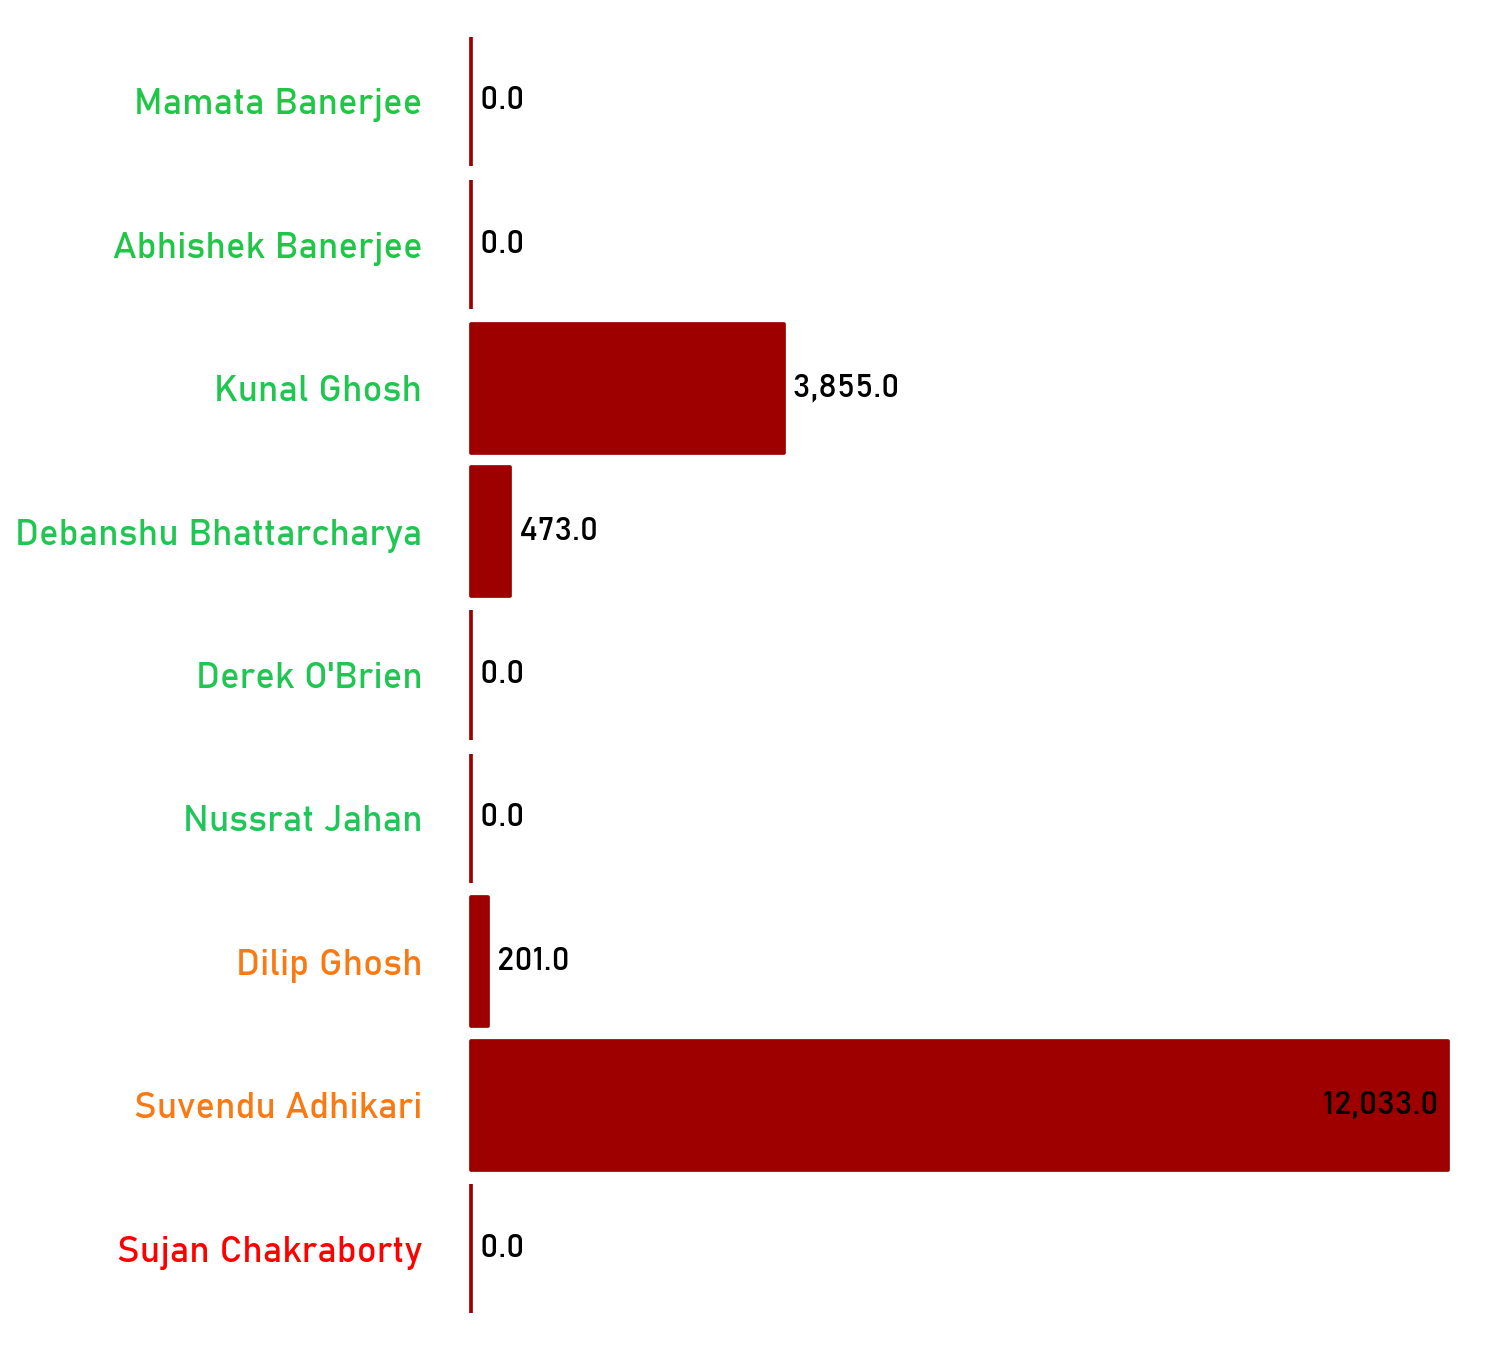 Mamata Banerjee 0.0
Abhishek Banerjee 0.0
Kunal Ghosh 3,855.0
Debanshu Bhattarcharya 473.0
Derek O'Brien 0.0
Nussrat Jahan 0.0
Dilip Ghosh 201.0
Suvendu Adhikari 12,033.0
Sujan Chakraborty 0.0